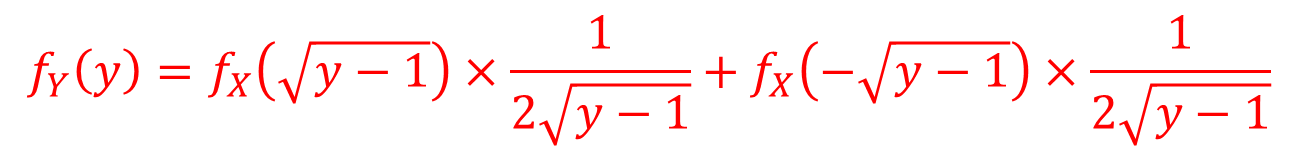 f_Y(y) = f_X(√(y − 1)) × 1/(2√(y − 1)) + f_X(−√(y − 1)) × 1/(2√(y − 1))